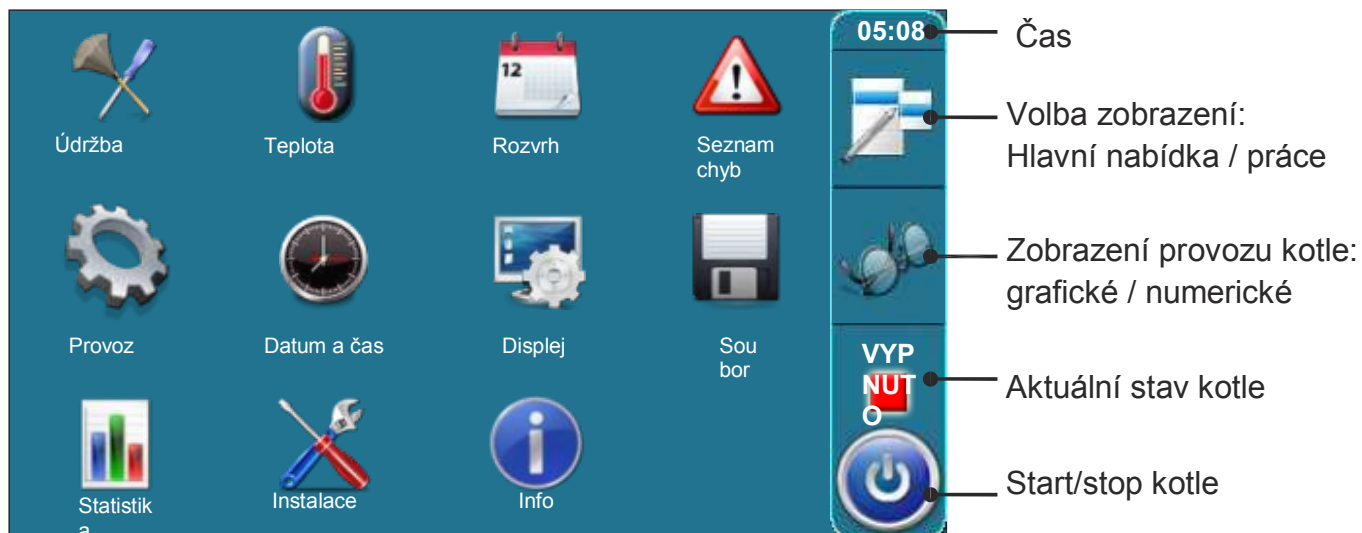 05:08
Čas
12
Údržba
Teplota
Rozvrh
Seznam
chyb
Volba zobrazení:
Hlavní nabídka / práce
Zobrazení provozu kotle:
grafické / numerické
Provoz
Datum a čas
Displej
Sou
bor
VYP
NUT
O
Aktuální stav kotle
Statistik
a
Instalace
Info
Start/stop kotle